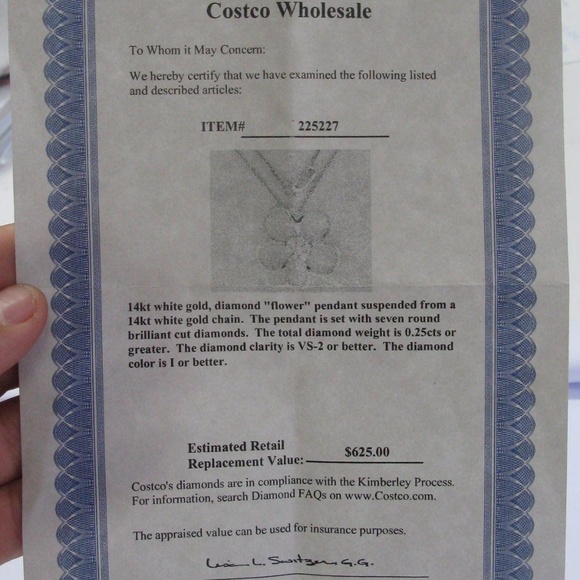 Costco Wholesale
To Whom it May Concern:
We hereby certify that we have examined the following listed
and described articles:
ITEM# 225227
14kt white gold, diamond "flower" pendant suspended from a
14kt white gold chain. The pendant is set with seven round
brilliant cut diamonds. The total diamond weight is 0.25cts or
greater. The diamond clarity is VS-2 or better. The diamond
color is I or better.
Estimated Retail
Replacement Value: $625.00
Costco's diamonds are in compliance with the Kimberley Process.
For information, search Diamond FAQs on www.Costco.com.
The appraised value can be used for insurance purposes.
L. G.G.